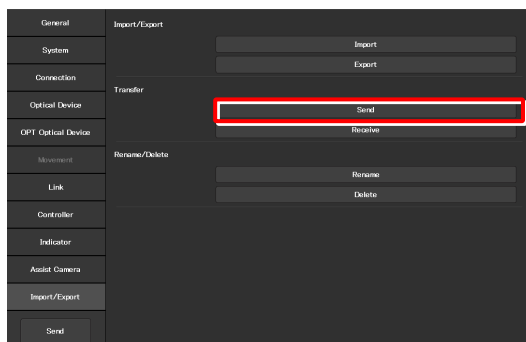 General
System
Connection
Optical Device
OPT Optical Device
Movement
Link
Controller
Indicator
Assist Camera
Import/Export
Send
Import/Export
Import
Export
Transfer
Send
Receive
Rename/Delete
Rename
Delete